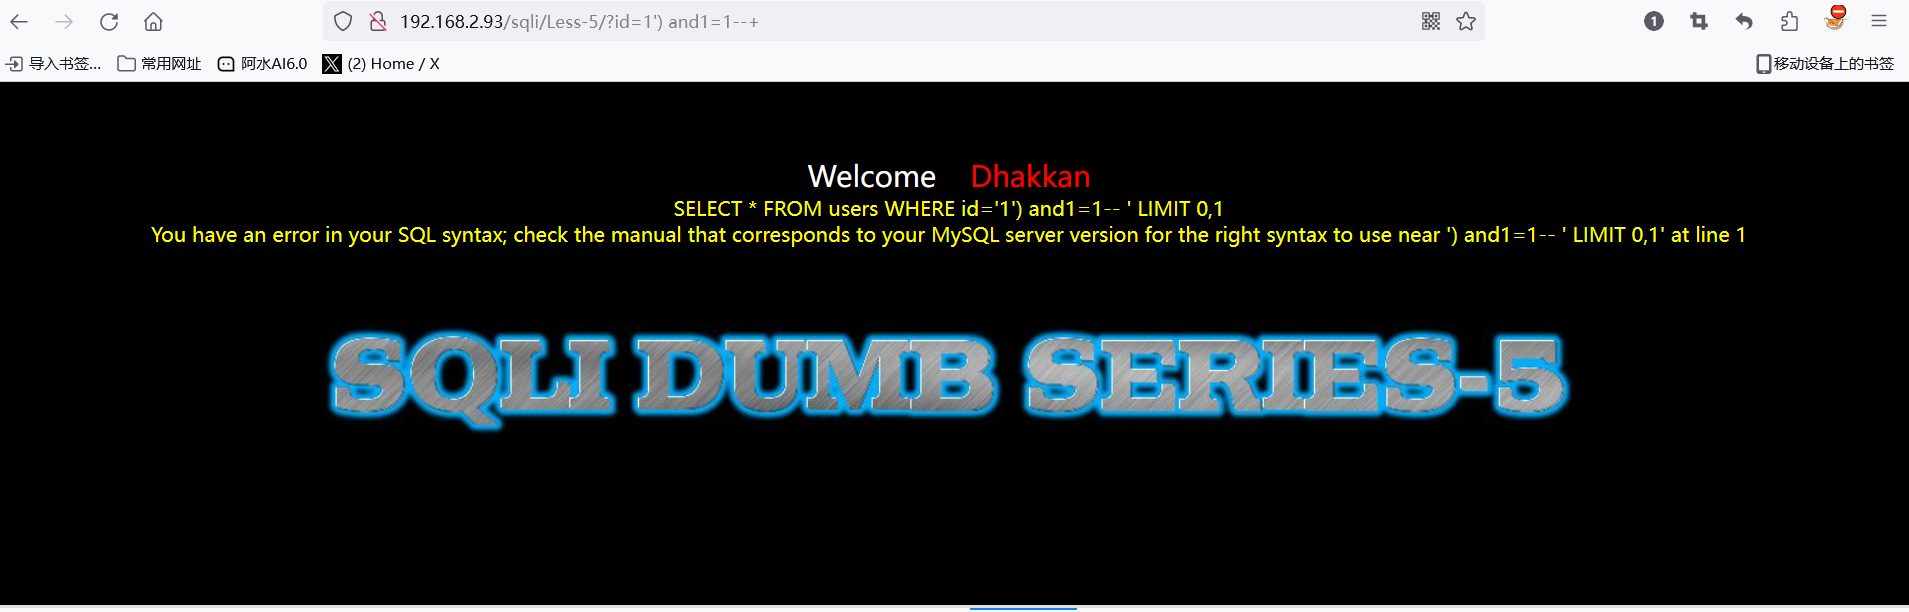 192.168.2.93/sqli/Less-5/?id=1') and1=1--+
导入书签... 常用网址 阿水AI6.0 (2) Home / X 移动设备上的书签
Welcome Dhakkan
SELECT * FROM users WHERE id='1') and1=1-- ' LIMIT 0,1
You have an error in your SQL syntax; check the manual that corresponds to your MySQL server version for the right syntax to use near ') and1=1-- ' LIMIT 0,1' at line 1
SQLI DUMB SERIES-5